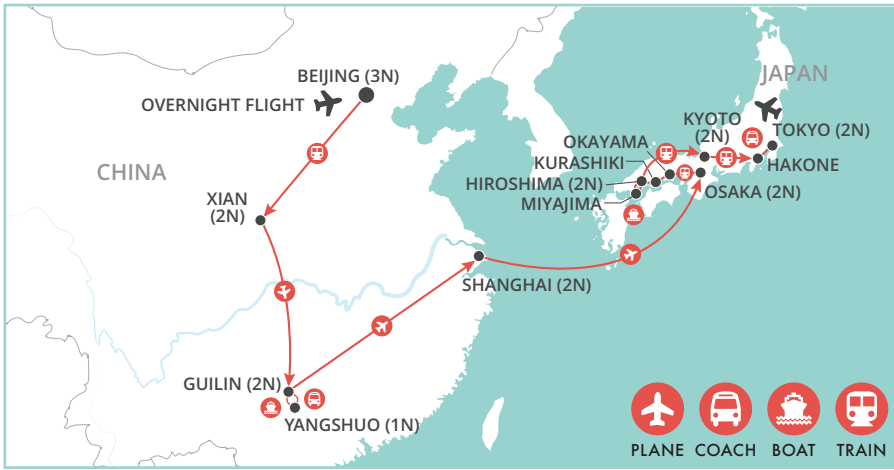 BEIJING (3N)
OVERNIGHT FLIGHT
CHINA
XIAN
(2N)
GUILIN (2N)
YANGSHUO (1N)
SHANGHAI (2N)
JAPAN
KYOTO
(2N)
TOKYO (2N)
OKAYAMA
KURASHIKI
HAKONE
HIROSHIMA (2N)
OSAKA (2N)
MIYAJIMA
PLANE
COACH
BOAT
TRAIN